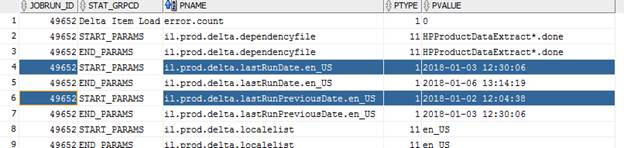 JOBRUN_ID STAT_GRPCD PNAME PTYPE PVALUE
1 49652 Delta Item Load error.count 1 0
2 49652 START_PARAMS il.prod.delta.dependencyfile 11 HPProductDataExtract*.done
3 49652 END_PARAMS il.prod.delta.dependencyfile 11 HPProductDataExtract*.done
4 49652 START_PARAMS il.prod.delta.lastRunDate.en_US 1 2018-01-03 12:30:06
5 49652 END_PARAMS il.prod.delta.lastRunDate.en_US 1 2018-01-06 13:14:19
6 49652 START_PARAMS il.prod.delta.lastRunPreviousDate.en_US 1 2018-01-02 12:04:38
7 49652 END_PARAMS il.prod.delta.lastRunPreviousDate.en_US 1 2018-01-03 12:30:06
8 49652 START_PARAMS il.prod.delta.localelist 11 en_US
9 49652 END_PARAMS il.prod.delta.localelist 11 en_US